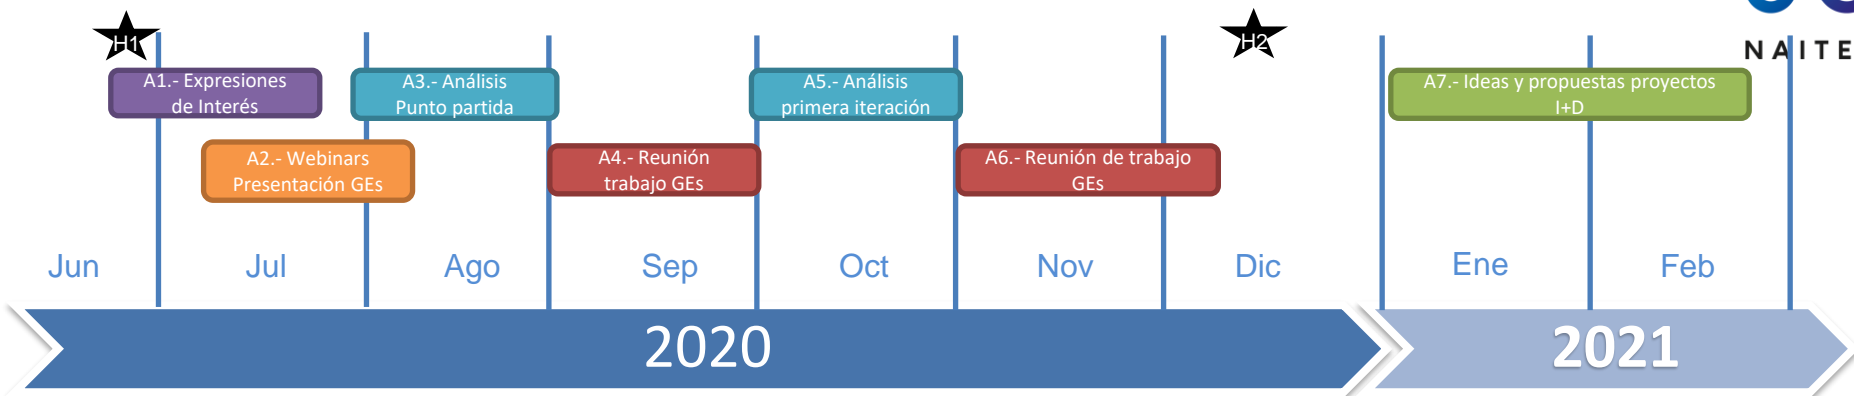 H1
H2
NAITE
A1.- Expresiones
de Interés
A3.- Análisis
Punto partida
A5.- Análisis
primera iteración
A7.- Ideas y propuestas proyectos
I+D
A2.- Webinars
Presentación GEs
A4.- Reunión
trabajo GEs
A6.- Reunión de trabajo
GEs
Jun Jul Ago Sep Oct Nov Dic Ene Feb
2020 2021